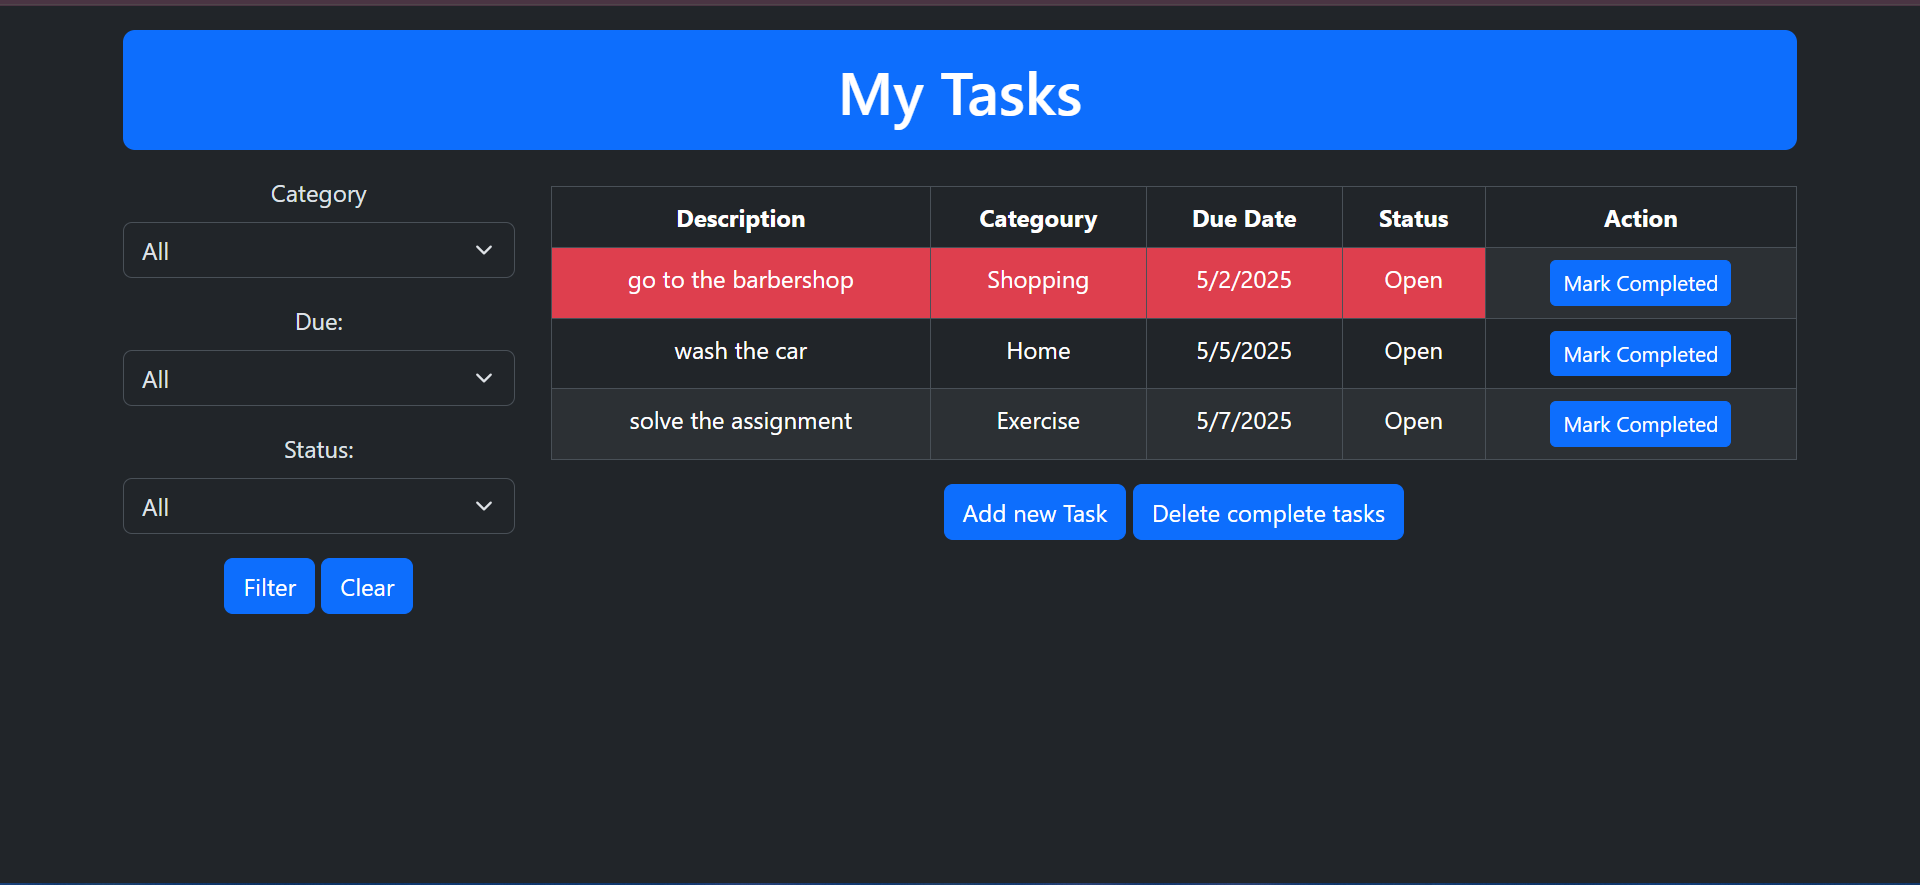 My Tasks
Category
All
Due:
All
Status:
All
Filter Clear
Description Categoury Due Date Status Action
go to the barbershop Shopping 5/2/2025 Open Mark Completed
wash the car Home 5/5/2025 Open Mark Completed
solve the assignment Exercise 5/7/2025 Open Mark Completed
Add new Task Delete complete tasks